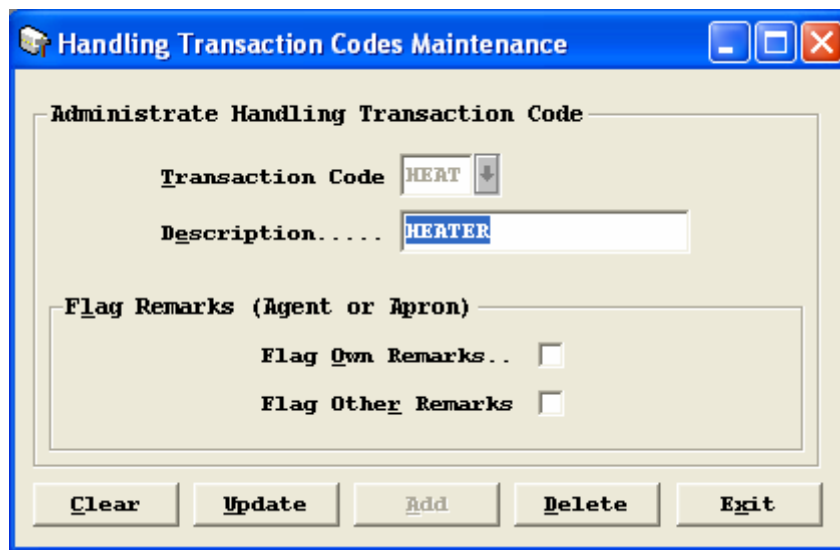 Handling Transaction Codes Maintenance
Administrate Handling Transaction Code
Transaction Code HEAT
Description..... HEATER
Flag Remarks (Agent or Apron)
Flag Own Remarks..
Flag Other Remarks
Clear Update Add Delete Exit